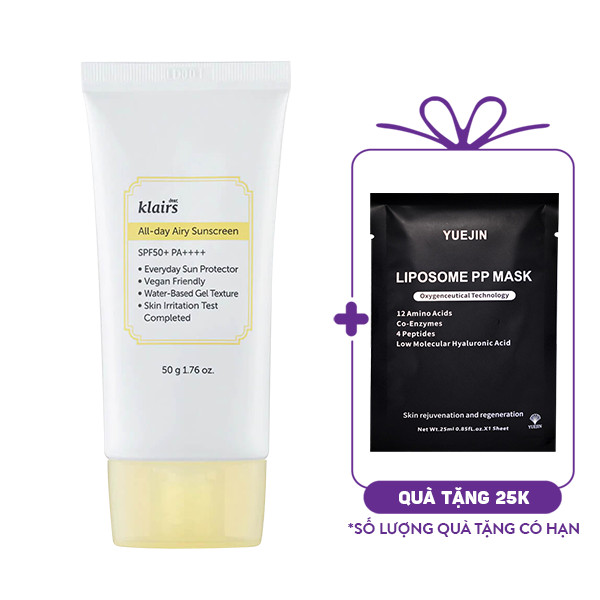 dear,
klairs
All-day Airy Sunscreen
SPF50+ PA++++
• Everyday Sun Protector
• Vegan Friendly
• Water-Based Gel Texture
• Skin Irritation Test
Completed
50 g 1.76 oz.
+
YUEJIN
LIPOSOME PP MASK
Oxygenceutical Technology
12 Amino Acids
Co-Enzymes
4 Peptides
Low Molecular Hyaluronic Acid
Skin rejuvenation and regeneration
Net Wt.25ml 0.85fL.oz.X1 Sheet
YUEJIN
QUÀ TẶNG 25K
*SỐ LƯỢNG QUÀ TẶNG CÓ HẠN